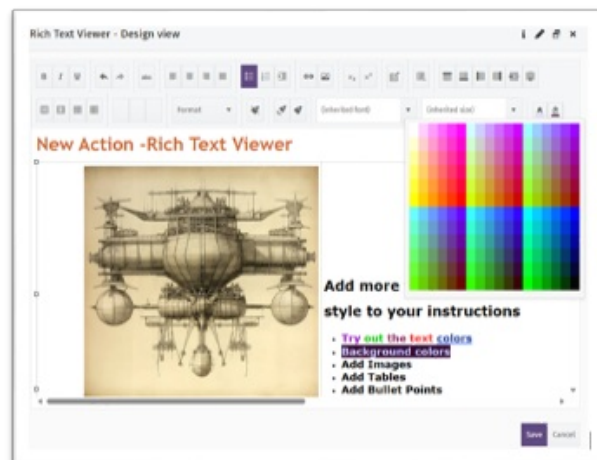 Rich Text Viewer - Design view
B I U abc
Format (inherited font) (inherited size) A A
New Action -Rich Text Viewer
Add more
style to your instructions
Try out the text colors
Background colors
Add Images
Add Tables
Add Bullet Points
Save Cancel